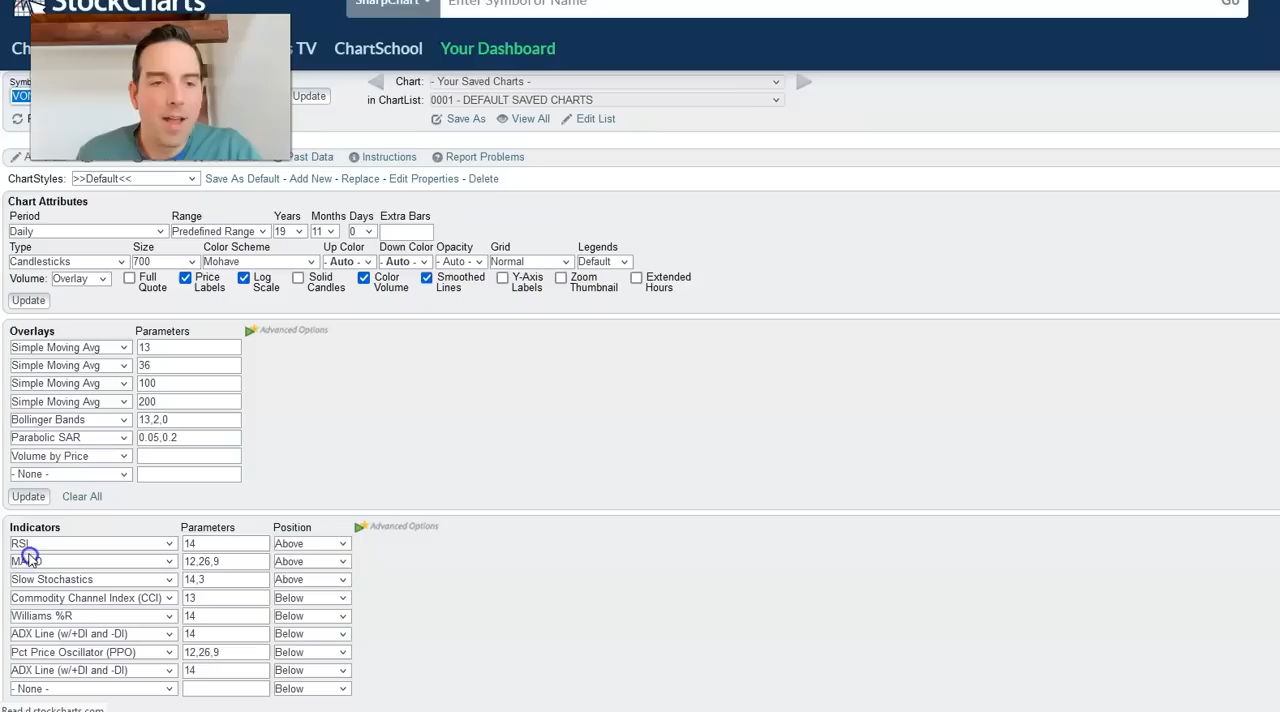 StockCharts SharpChart Enter Symbol or Name GO
TV ChartSchool Your Dashboard
Update Chart: - Your Saved Charts -
in ChartList: 0001 - DEFAULT SAVED CHARTS
Save As View All Edit List
Past Data Instructions Report Problems
ChartStyles: >>Default<< Save As Default - Add New - Replace - Edit Properties - Delete
Chart Attributes
Period Range Years Months Days Extra Bars
Daily Predefined Range 19 11 0
Type Size Color Scheme Up Color Down Color Opacity Grid Legends
Candlesticks 700 Mohave - Auto - - Auto - - Auto - Normal Default
Volume: Overlay Full Quote Price Labels Log Scale Solid Candles Color Volume Smoothed Lines Y-Axis Labels Zoom Thumbnail Extended Hours
Update
Overlays Parameters Advanced Options
Simple Moving Avg 13
Simple Moving Avg 36
Simple Moving Avg 100
Simple Moving Avg 200
Bollinger Bands 13,2,0
Parabolic SAR 0.05,0.2
Volume by Price
- None -
Update Clear All
Indicators Parameters Position Advanced Options
RSI 14 Above
12,26,9 Above
Slow Stochastics 14,3 Above
Commodity Channel Index (CCI) 13 Below
Williams %R 14 Below
ADX Line (w/+DI and -DI) 14 Below
Pct Price Oscillator (PPO) 12,26,9 Below
ADX Line (w/+DI and -DI) 14 Below
- None - Below
Read d.stockcharts.com